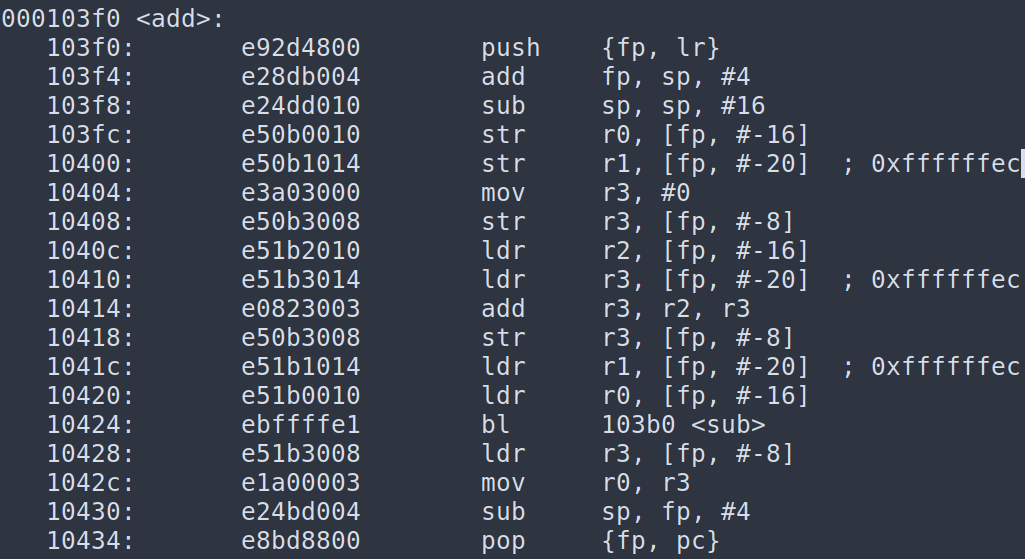 000103f0 <add>:
103f0: e92d4800 push {fp, lr}
103f4: e28db004 add fp, sp, #4
103f8: e24dd010 sub sp, sp, #16
103fc: e50b0010 str r0, [fp, #-16]
10400: e50b1014 str r1, [fp, #-20] ; 0xffffffec
10404: e3a03000 mov r3, #0
10408: e50b3008 str r3, [fp, #-8]
1040c: e51b2010 ldr r2, [fp, #-16]
10410: e51b3014 ldr r3, [fp, #-20] ; 0xffffffec
10414: e0823003 add r3, r2, r3
10418: e50b3008 str r3, [fp, #-8]
1041c: e51b1014 ldr r1, [fp, #-20] ; 0xffffffec
10420: e51b0010 ldr r0, [fp, #-16]
10424: ebffffe1 bl 103b0 <sub>
10428: e51b3008 ldr r3, [fp, #-8]
1042c: e1a00003 mov r0, r3
10430: e24bd004 sub sp, fp, #4
10434: e8bd8800 pop {fp, pc}